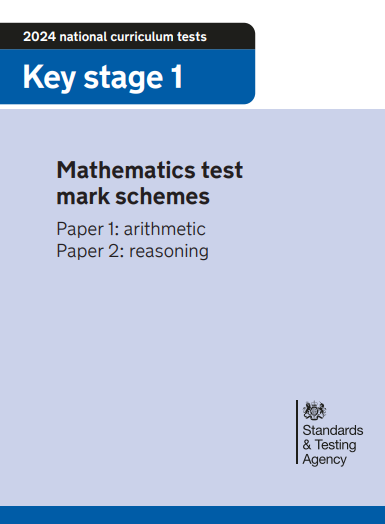 2024 national curriculum tests
Key stage 1
Mathematics test
mark schemes
Paper 1: arithmetic
Paper 2: reasoning
Standards
& Testing
Agency